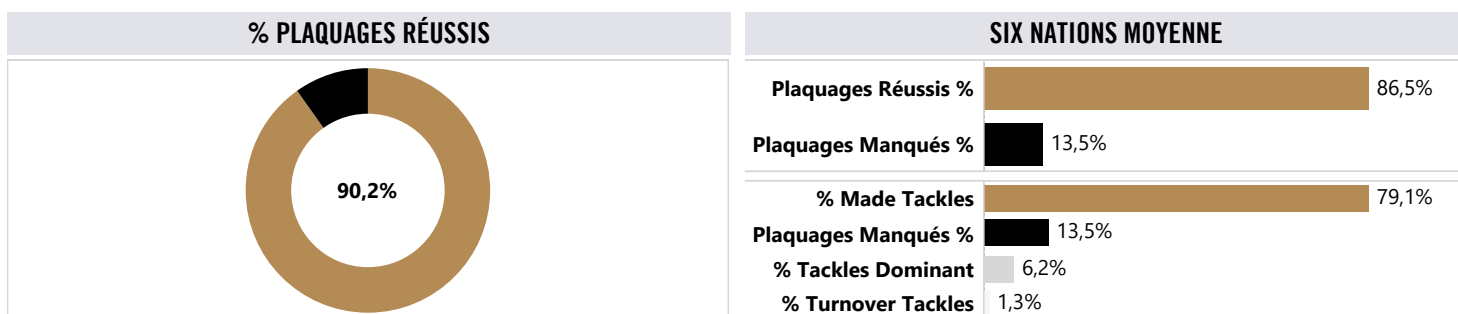 % PLAQUAGES RÉUSSIS
90,2%
SIX NATIONS MOYENNE
Plaquages Réussis % 86,5%
Plaquages Manqués % 13,5%
% Made Tackles 79,1%
Plaquages Manqués % 13,5%
% Tackles Dominant 6,2%
% Turnover Tackles 1,3%